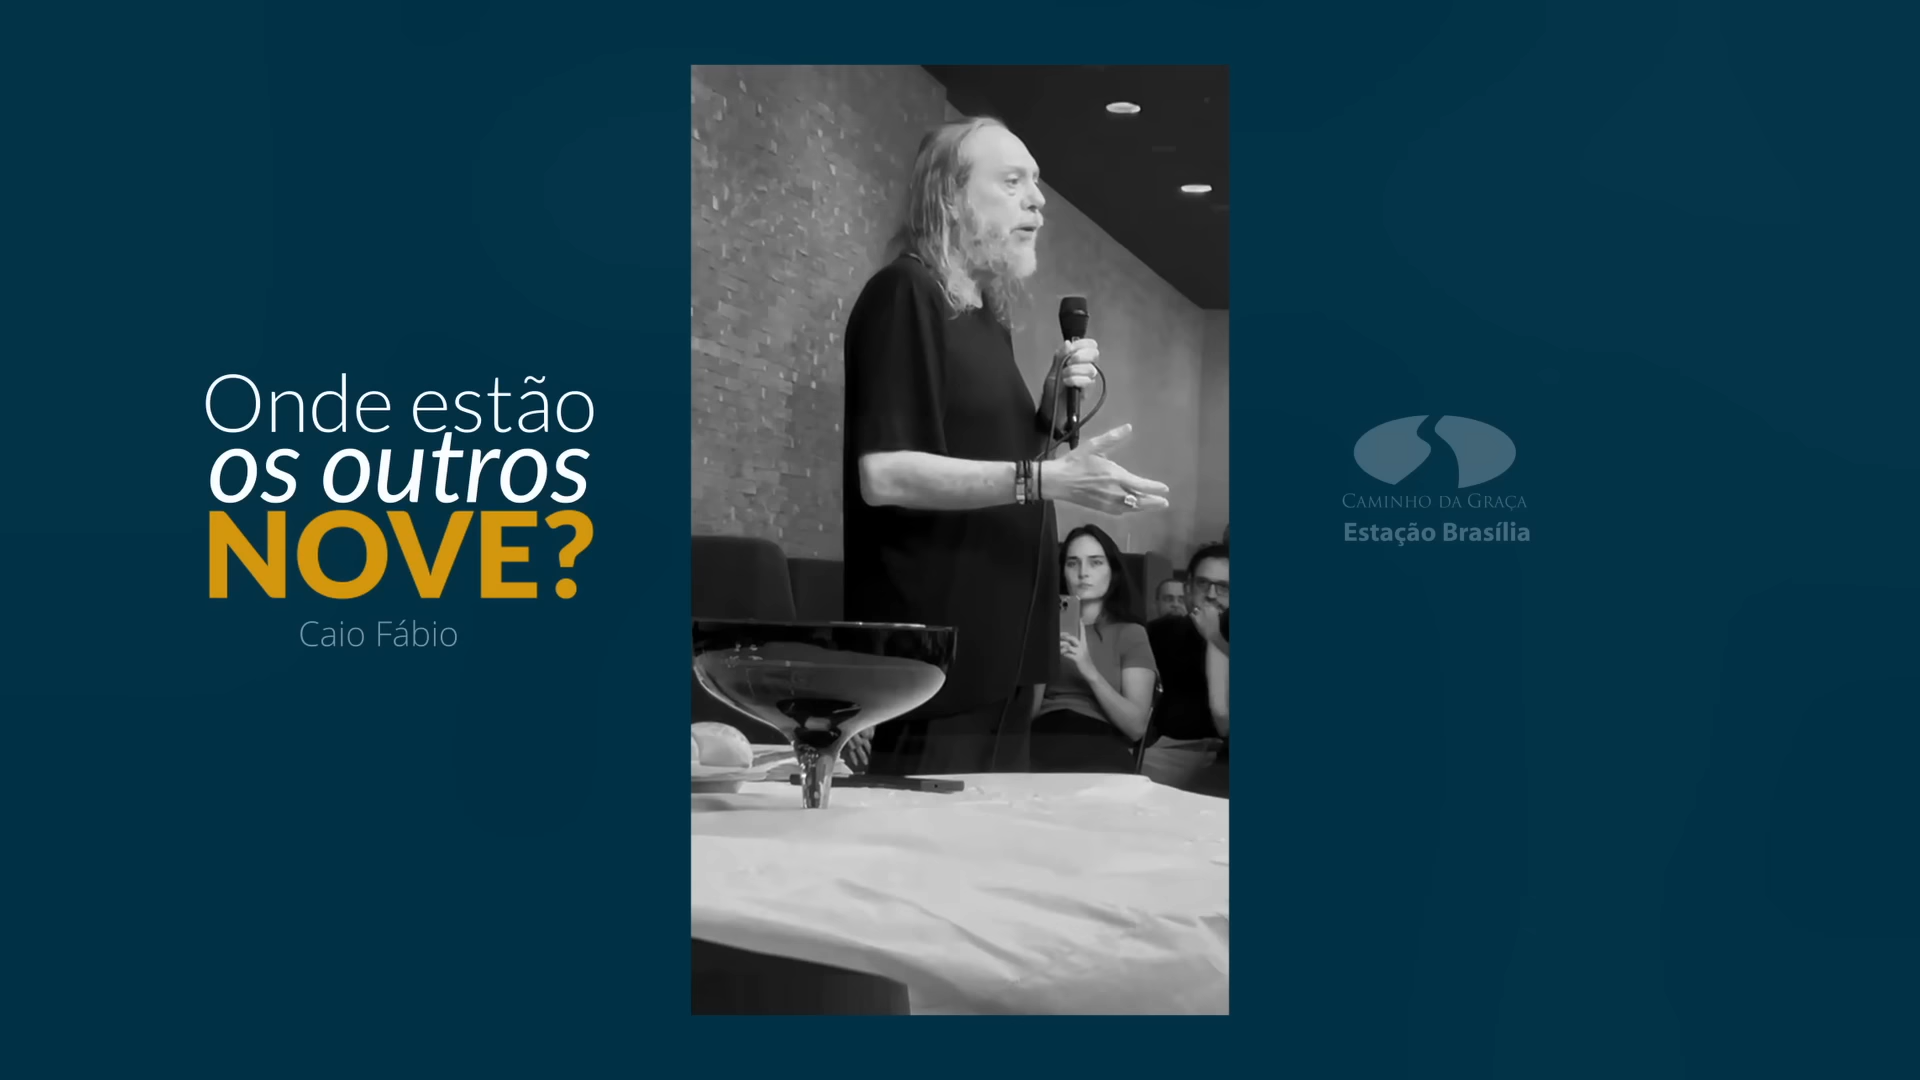 Onde estão
os outros
NOVE?
Caio Fábio
CAMINHO DA GRAÇA
Estação Brasília